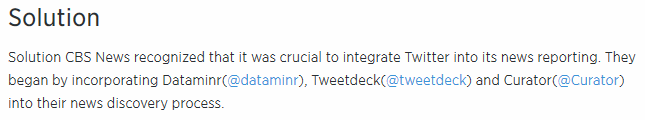 Solution
Solution CBS News recognized that it was crucial to integrate Twitter into its news reporting. They
began by incorporating Dataminr(@dataminr), Tweetdeck(@tweetdeck) and Curator(@Curator)
into their news discovery process.